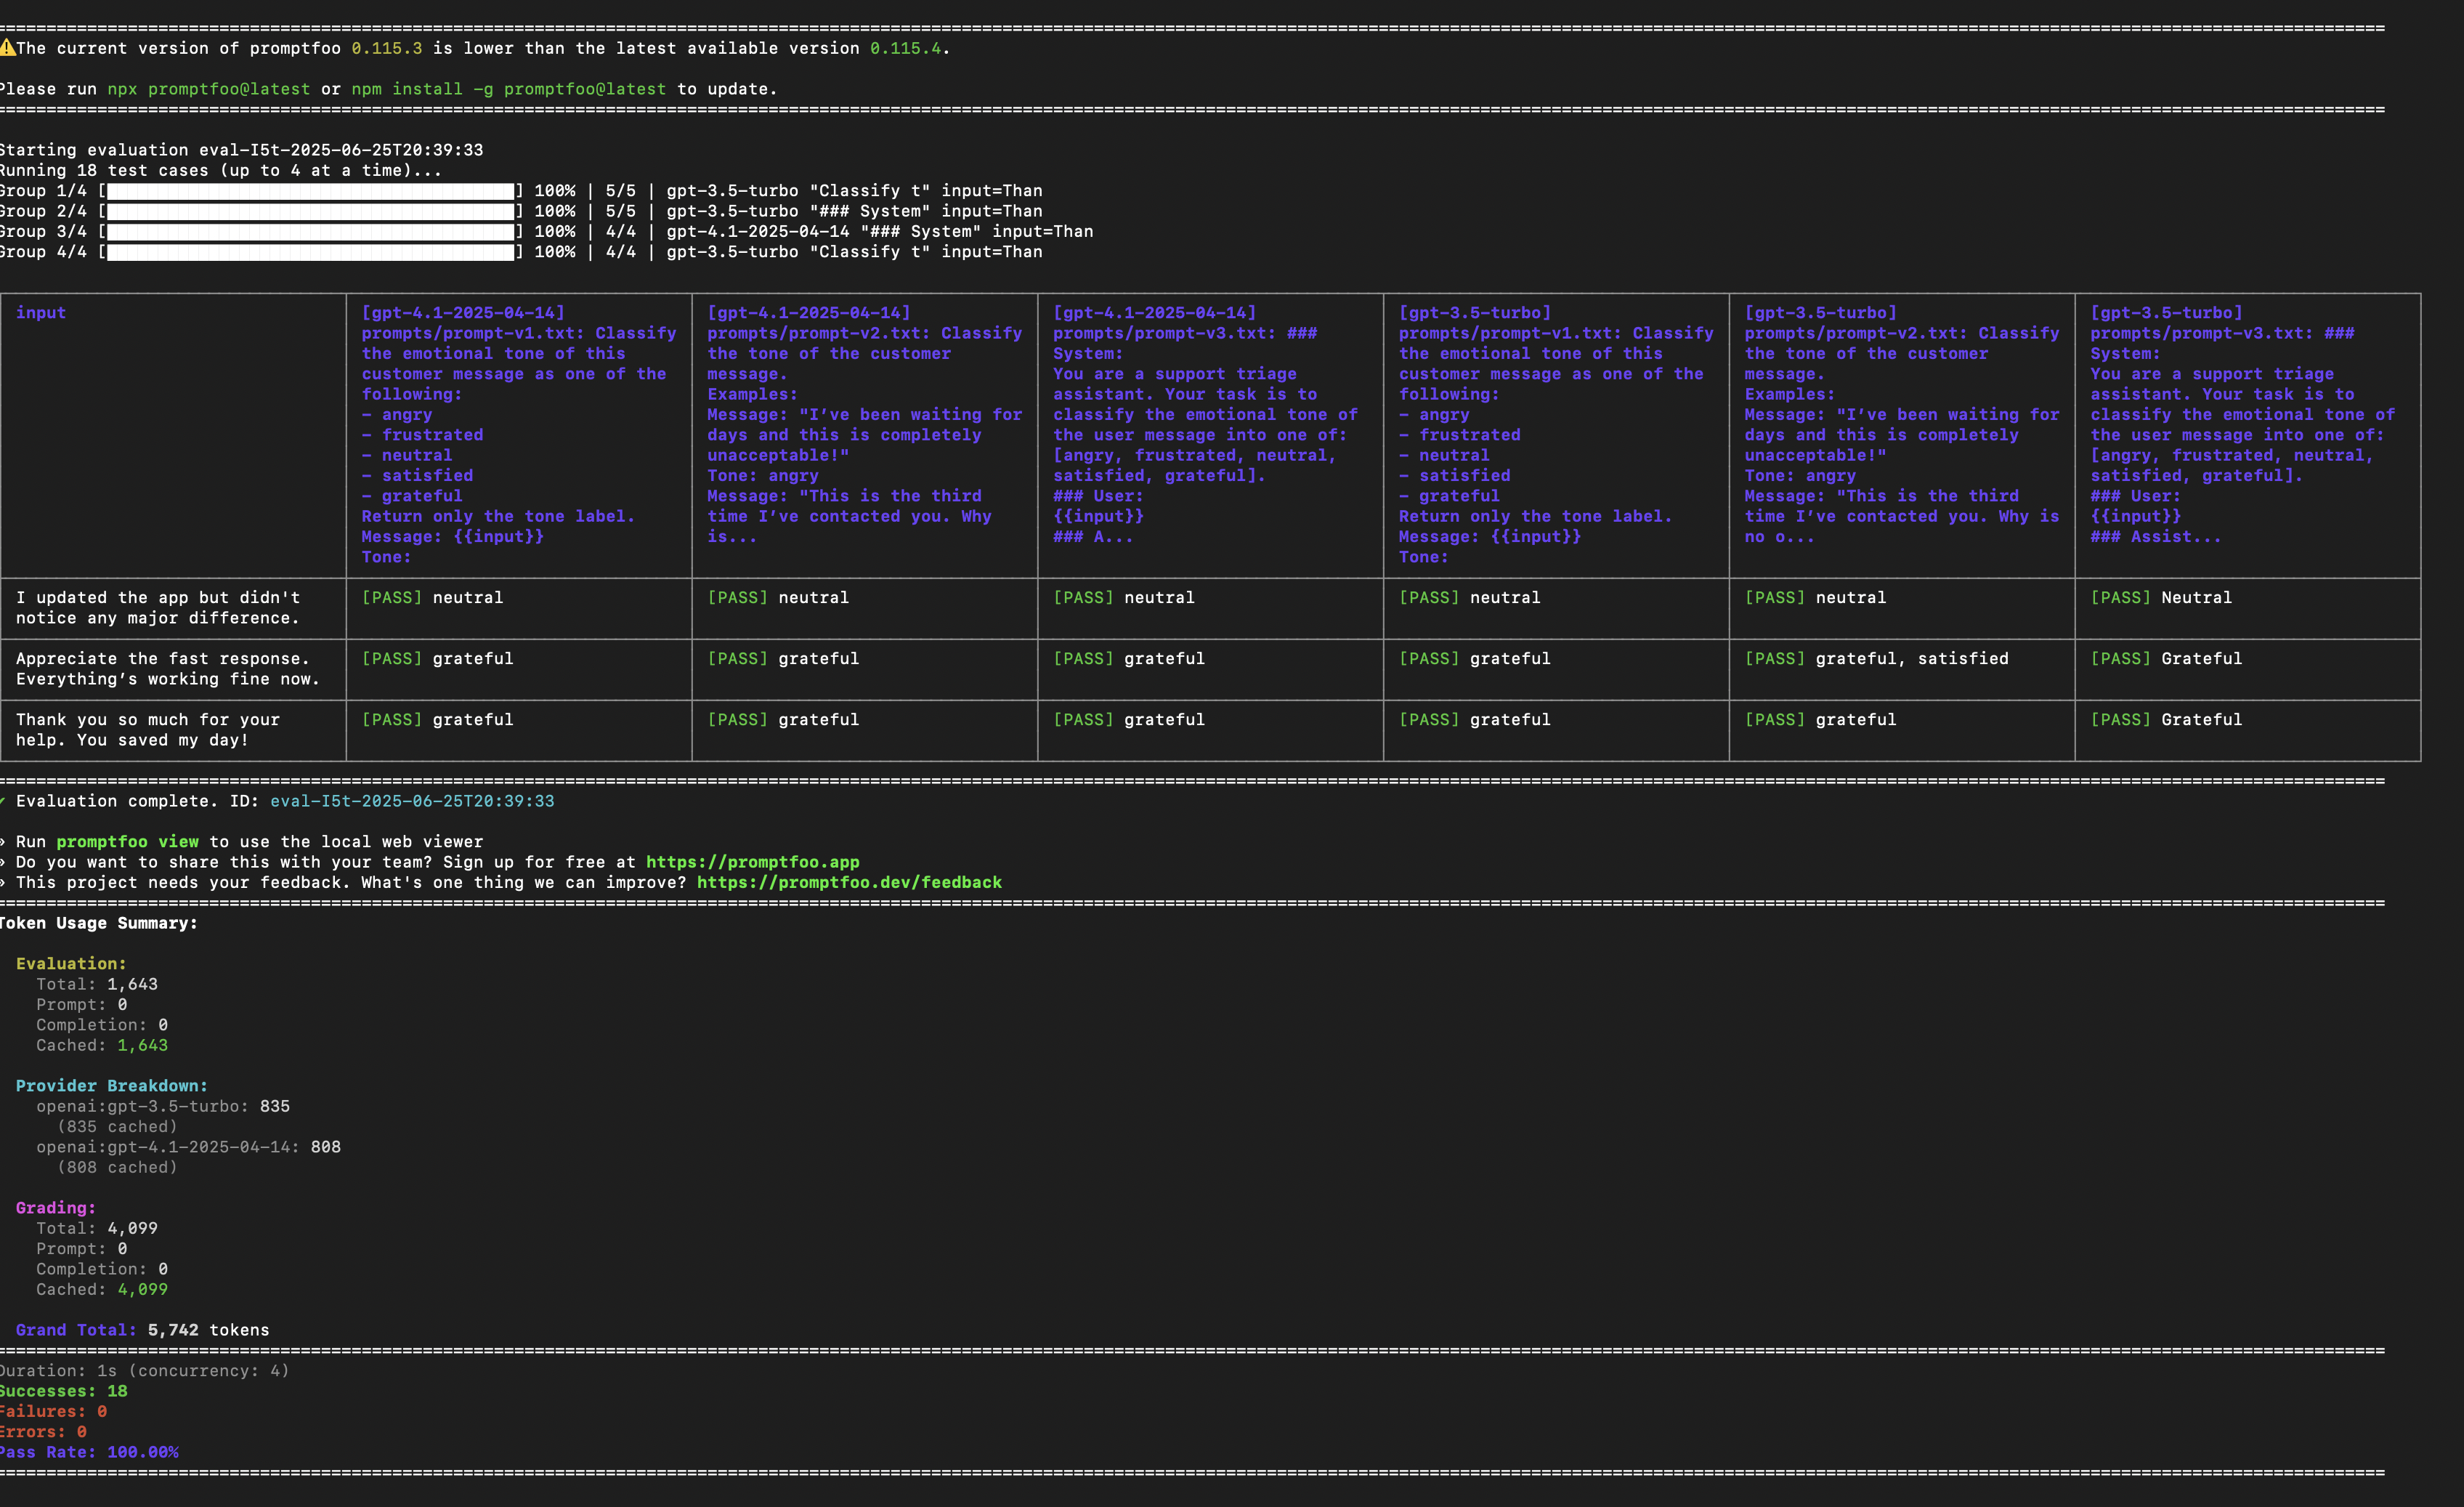 ================================================================
⚠️The current version of promptfoo 0.115.3 is lower than the latest available version 0.115.4.
Please run npx promptfoo@latest or npm install -g promptfoo@latest to update.
================================================================
Starting evaluation eval-I5t-2025-06-25T20:39:33
Running 18 test cases (up to 4 at a time)...
Group 1/4 [████████████████████████████████████████] 100% | 5/5 | gpt-3.5-turbo "Classify t" input=Than
Group 2/4 [████████████████████████████████████████] 100% | 5/5 | gpt-3.5-turbo "### System" input=Than
Group 3/4 [████████████████████████████████████████] 100% | 4/4 | gpt-4.1-2025-04-14 "### System" input=Than
Group 4/4 [████████████████████████████████████████] 100% | 4/4 | gpt-3.5-turbo "Classify t" input=Than
input
[gpt-4.1-2025-04-14]
prompts/prompt-v1.txt: Classify
the emotional tone of this
customer message as one of the
following:
- angry
- frustrated
- neutral
- satisfied
- grateful
Return only the tone label.
Message: {{input}}
Tone:
[gpt-4.1-2025-04-14]
prompts/prompt-v2.txt: Classify
the tone of the customer
message.
Examples:
Message: "I’ve been waiting for
days and this is completely
unacceptable!"
Tone: angry
Message: "This is the third
time I’ve contacted you. Why
is...
[gpt-4.1-2025-04-14]
prompts/prompt-v3.txt: ###
System:
You are a support triage
assistant. Your task is to
classify the emotional tone of
the user message into one of:
[angry, frustrated, neutral,
satisfied, grateful].
### User:
{{input}}
### A...
[gpt-3.5-turbo]
prompts/prompt-v1.txt: Classify
the emotional tone of this
customer message as one of the
following:
- angry
- frustrated
- neutral
- satisfied
- grateful
Return only the tone label.
Message: {{input}}
Tone:
[gpt-3.5-turbo]
prompts/prompt-v2.txt: Classify
the tone of the customer
message.
Examples:
Message: "I’ve been waiting for
days and this is completely
unacceptable!"
Tone: angry
Message: "This is the third
time I’ve contacted you. Why is
no o...
[gpt-3.5-turbo]
prompts/prompt-v3.txt: ###
System:
You are a support triage
assistant. Your task is to
classify the emotional tone of
the user message into one of:
[angry, frustrated, neutral,
satisfied, grateful].
### User:
{{input}}
### Assist...
I updated the app but didn't
notice any major difference.
[PASS] neutral
[PASS] neutral
[PASS] neutral
[PASS] neutral
[PASS] neutral
[PASS] Neutral
Appreciate the fast response.
Everything’s working fine now.
[PASS] grateful
[PASS] grateful
[PASS] grateful
[PASS] grateful
[PASS] grateful, satisfied
[PASS] Grateful
Thank you so much for your
help. You saved my day!
[PASS] grateful
[PASS] grateful
[PASS] grateful
[PASS] grateful
[PASS] grateful
[PASS] Grateful
================================================================
✔ Evaluation complete. ID: eval-I5t-2025-06-25T20:39:33
» Run promptfoo view to use the local web viewer
» Do you want to share this with your team? Sign up for free at https://promptfoo.app
» This project needs your feedback. What's one thing we can improve? https://promptfoo.dev/feedback
================================================================
Token Usage Summary:
Evaluation:
Total: 1,643
Prompt: 0
Completion: 0
Cached: 1,643
Provider Breakdown:
openai:gpt-3.5-turbo: 835
(835 cached)
openai:gpt-4.1-2025-04-14: 808
(808 cached)
Grading:
Total: 4,099
Prompt: 0
Completion: 0
Cached: 4,099
Grand Total: 5,742 tokens
================================================================
Duration: 1s (concurrency: 4)
Successes: 18
Failures: 0
Errors: 0
Pass Rate: 100.00%
================================================================